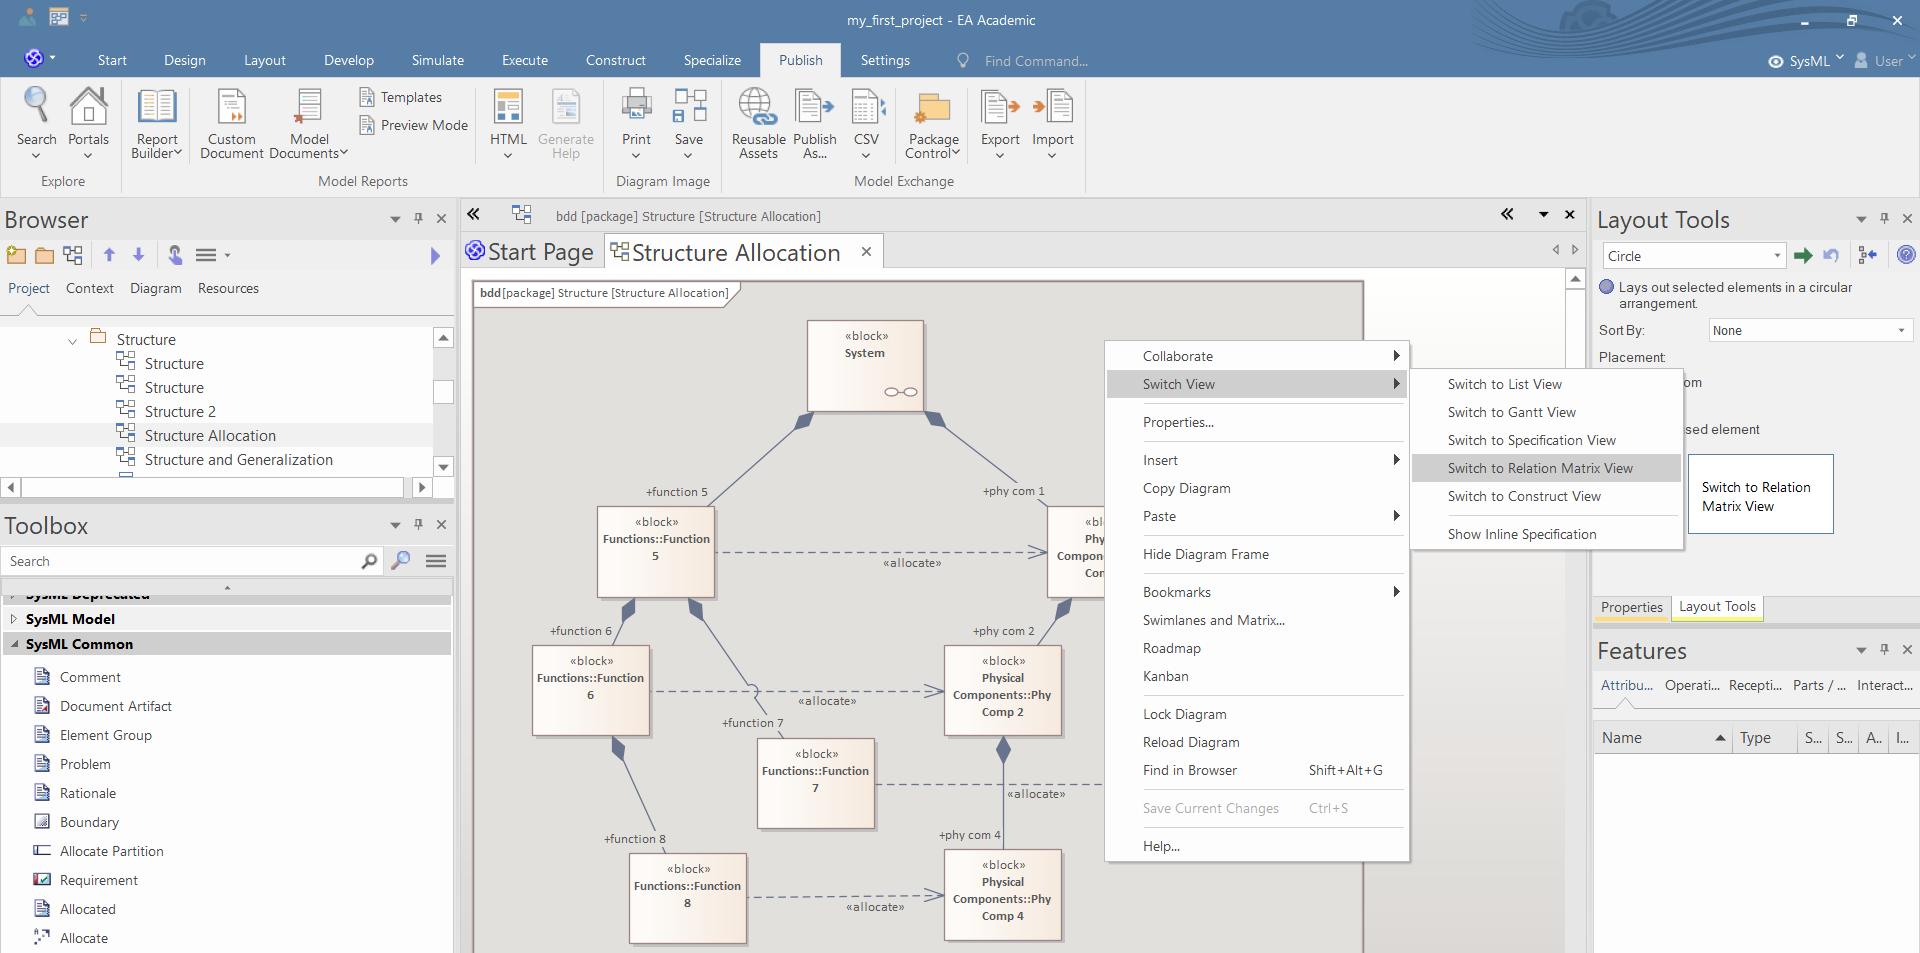 my_first_project - EA Academic
Start
Design
Layout
Develop
Simulate
Execute
Construct
Specialize
Publish
Settings
Find Command...
SysML
User
Search
Portals
Explore
Report
Builder
Custom
Document
Model
Documents
Templates
Preview Mode
Model Reports
HTML
Generate
Help
Print
Save
Diagram Image
Reusable
Assets
Publish
As...
CSV
Package
Control
Export
Import
Model Exchange
Browser
Project
Context
Diagram
Resources
Structure
Structure
Structure
Structure 2
Structure Allocation
Structure and Generalization
Toolbox
Search
SysML Deprecated
SysML Model
SysML Common
Comment
Document Artifact
Element Group
Problem
Rationale
Boundary
Allocate Partition
Requirement
Allocated
Allocate
bdd [package] Structure [Structure Allocation]
Start Page
Structure Allocation
bdd[package] Structure [Structure Allocation]
«block»
System
+function 5
+phy com 1
«block»
Functions::Function
5
«allocate»
«bl
Phy
Compon
Con
+function 6
+phy com 2
«block»
Functions::Function
6
«allocate»
«block»
Physical
Components::Phy
Comp 2
+function 7
«block»
Functions::Function
7
«allocate»
+function 8
+phy com 4
«block»
Functions::Function
8
«allocate»
«block»
Physical
Components::Phy
Comp 4
Collaborate
Switch View
Properties...
Insert
Copy Diagram
Paste
Hide Diagram Frame
Bookmarks
Swimlanes and Matrix...
Roadmap
Kanban
Lock Diagram
Reload Diagram
Find in Browser Shift+Alt+G
Save Current Changes Ctrl+S
Help...
Switch to List View
Switch to Gantt View
Switch to Specification View
Switch to Relation Matrix View
Switch to Construct View
Show Inline Specification
Switch to Relation
Matrix View
Layout Tools
Circle
Lays out selected elements in a circular
arrangement.
Sort By:
None
Placement
om
sed element
Properties
Layout Tools
Features
Attribu...
Operati...
Recepti...
Parts / ...
Interact...
Name
Type
S...
S...
A..
I...